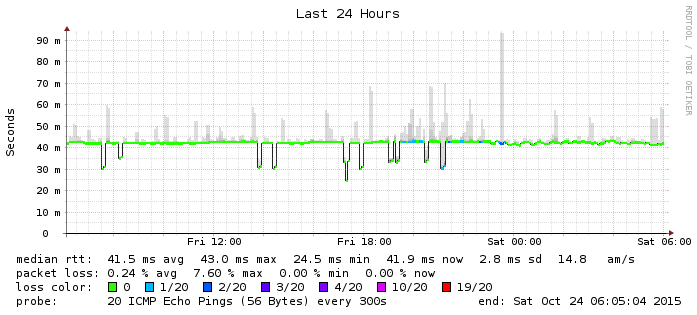 Last 24 Hours
RRDTOOL / TOBI OETIKER
Seconds
90 m
80 m
70 m
60 m
50 m
40 m
30 m
20 m
10 m
0
Fri 12:00 Fri 18:00 Sat 00:00 Sat 06:00
median rtt: 41.5 ms avg 43.0 ms max 24.5 ms min 41.9 ms now 2.8 ms sd 14.8 am/s
packet loss: 0.24 % avg 7.60 % max 0.00 % min 0.00 % now
loss color: 0 1/20 2/20 3/20 4/20 10/20 19/20
probe: 20 ICMP Echo Pings (56 Bytes) every 300s end: Sat Oct 24 06:05:04 2015